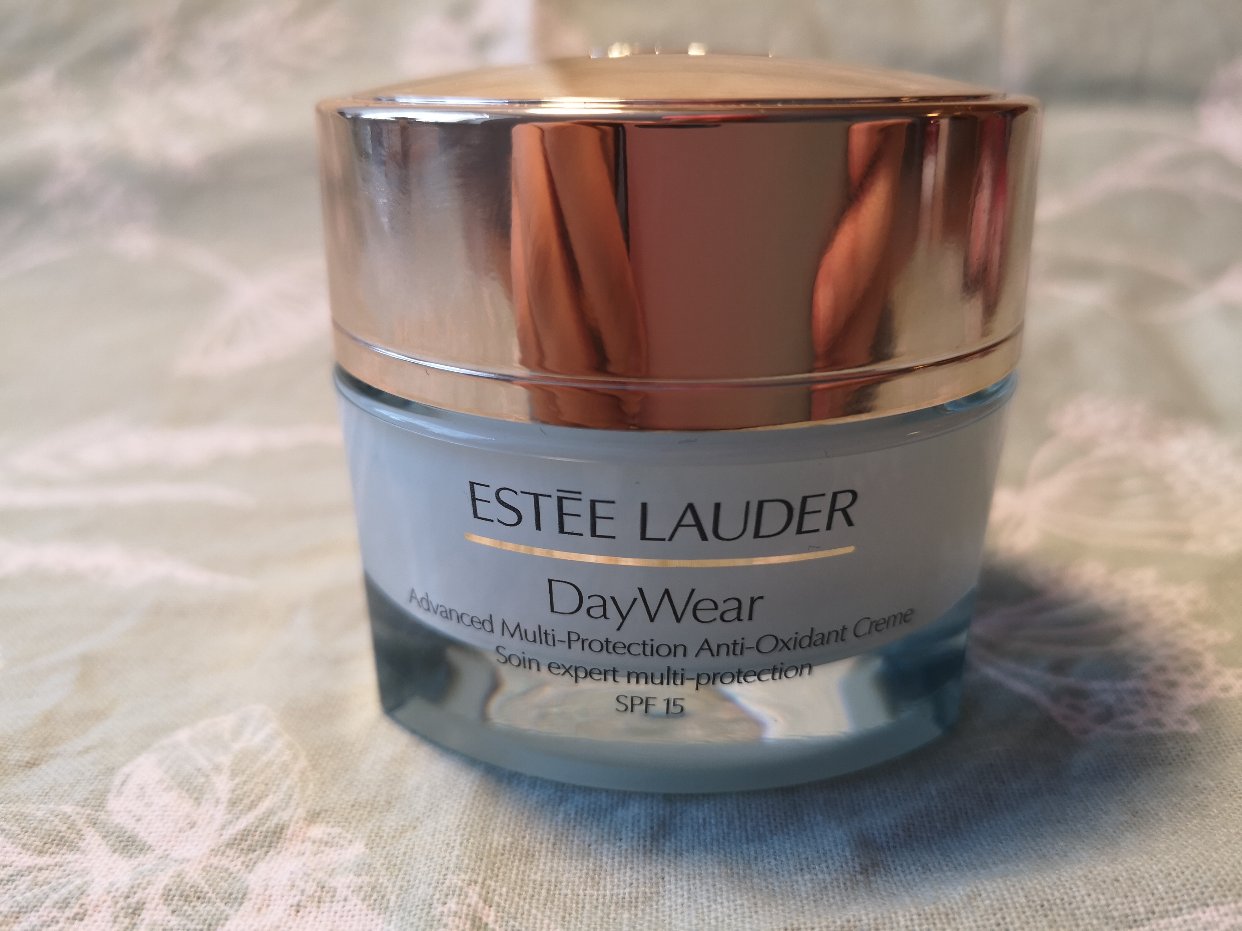 ESTĒE LAUDER
DayWear
Advanced Multi-Protection Anti-Oxidant Creme
Soin expert multi-protection
SPF 15